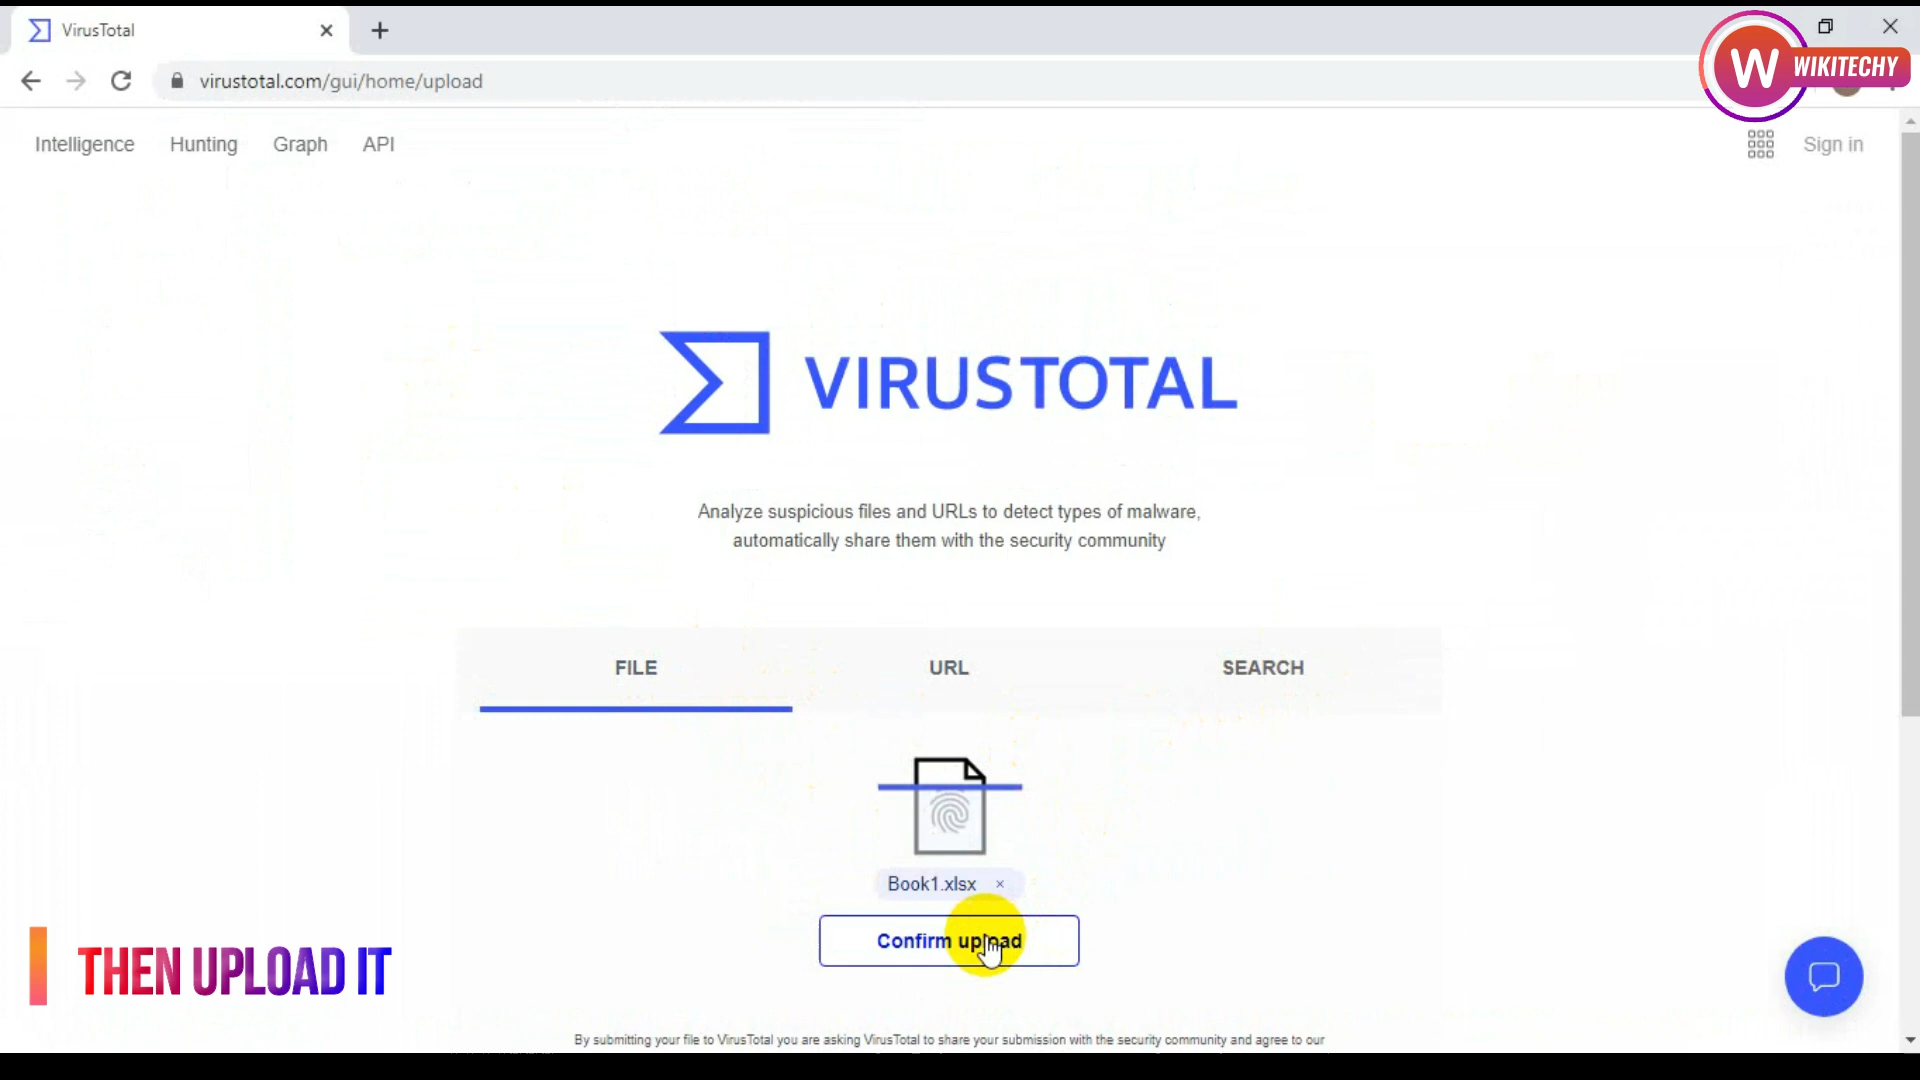 VirusTotal
virustotal.com/gui/home/upload
W WIKITECHY
Intelligence Hunting Graph API Sign in
VIRUSTOTAL
Analyze suspicious files and URLs to detect types of malware,
automatically share them with the security community
FILE URL SEARCH
Book1.xlsx
Confirm upload
THEN UPLOAD IT
By submitting your file to VirusTotal you are asking VirusTotal to share your submission with the security community and agree to our